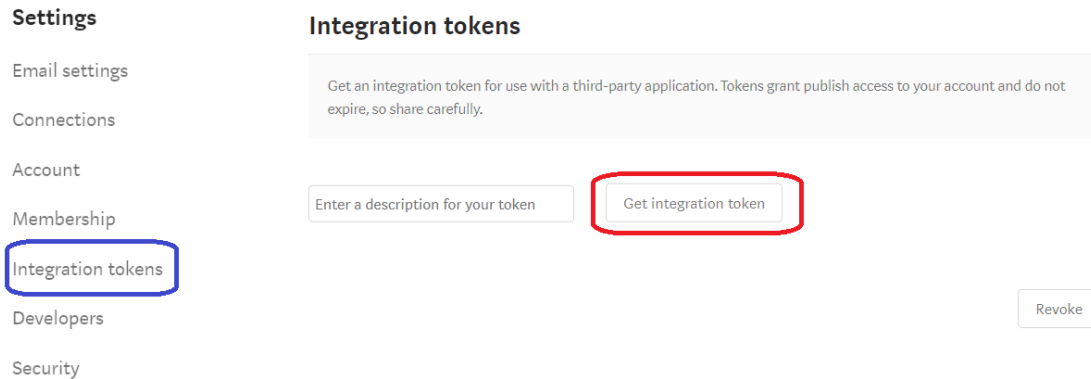 Settings
Email settings
Connections
Account
Membership
Integration tokens
Developers
Security
Integration tokens
Get an integration token for use with a third-party application. Tokens grant publish access to your account and do not
expire, so share carefully.
Enter a description for your token
Get integration token
Revoke